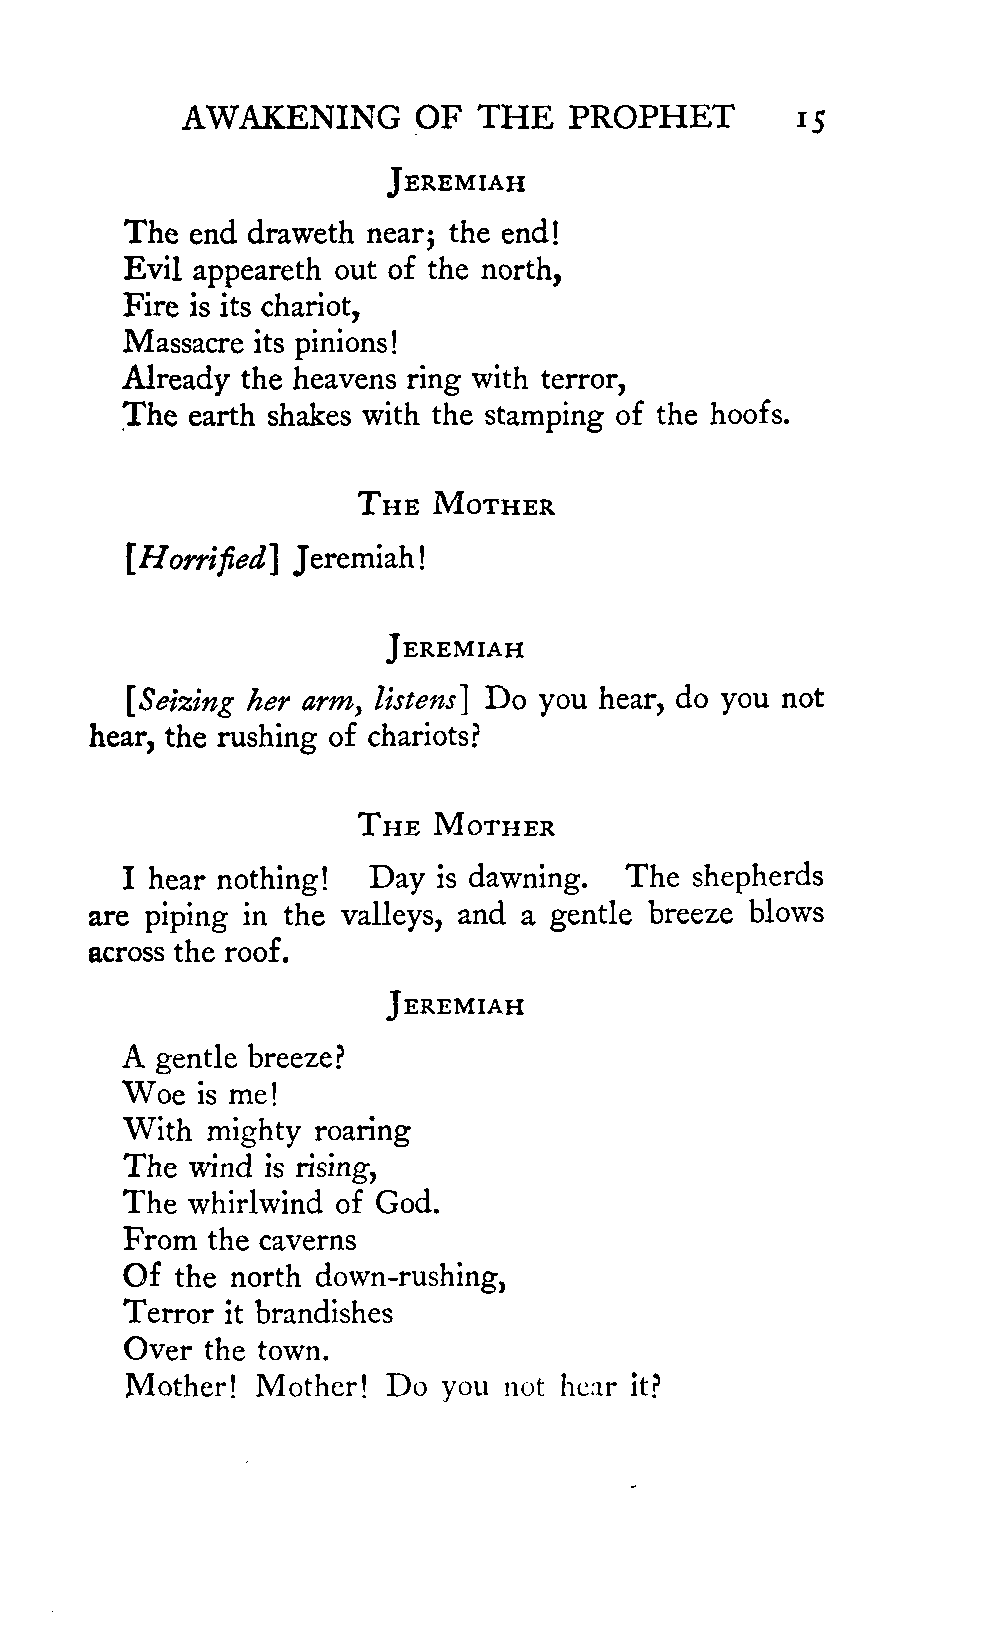 AWAKENING OF THE PROPHET 15
JEREMIAH
The end draweth near; the end!
Evil appeareth out of the north,
Fire is its chariot,
Massacre its pinions!
Already the heavens ring with terror,
The earth shakes with the stamping of the hoofs.
THE MOTHER
[Horrified] Jeremiah!
JEREMIAH
[Seizing her arm, listens] Do you hear, do you not
hear, the rushing of chariots?
THE MOTHER
I hear nothing! Day is dawning. The shepherds
are piping in the valleys, and a gentle breeze blows
across the roof.
JEREMIAH
A gentle breeze?
Woe is me!
With mighty roaring
The wind is rising,
The whirlwind of God.
From the caverns
Of the north down-rushing,
Terror it brandishes
Over the town.
Mother! Mother! Do you not hear it?